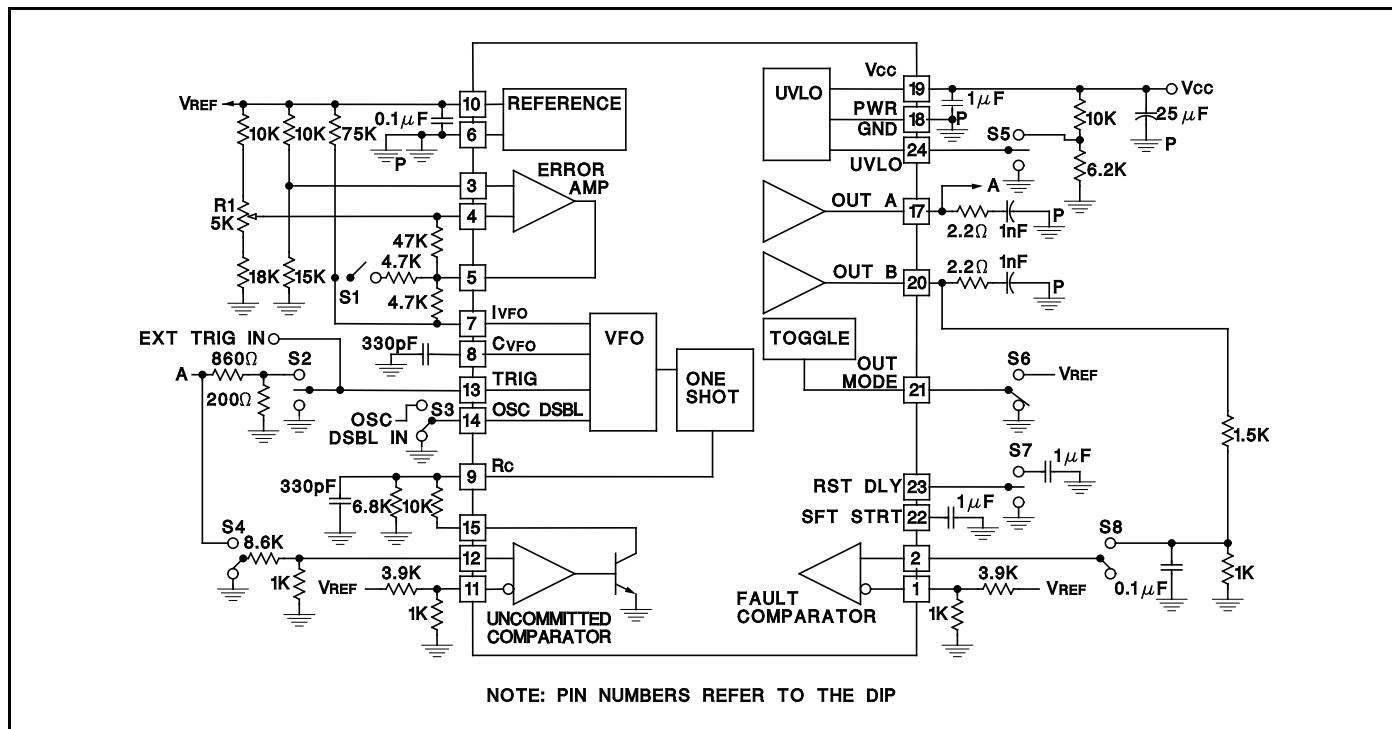 VREF
10K
10K
75K
0.1μF
P
10
6
REFERENCE
3
4
ERROR
AMP
R1
5K
47K
4.7K
5
18K
15K
S1
4.7K
7
IVFO
EXT TRIG IN
330pF
8
CVFO
VFO
860Ω
S2
A
13
TRIG
ONE
SHOT
200Ω
OSC
DSBL IN
S3
14
OSC DSBL
9
RC
330pF
6.8K
10K
15
S4
8.6K
12
1K
VREF
3.9K
11
1K
UNCOMMITTED
COMPARATOR
UVLO
Vcc
19
PWR
GND
18
24
UVLO
1μF
P
S5
10K
6.2K
25 μF
P
Vcc
A
OUT A
17
2.2Ω
1nF
P
OUT B
20
2.2Ω
1nF
P
TOGGLE
OUT
MODE
21
S6
VREF
1.5K
RST DLY
23
S7
1μF
SFT STRT
22
1μF
S8
2
1
FAULT
COMPARATOR
3.9K
VREF
1K
0.1μF
1K
NOTE: PIN NUMBERS REFER TO THE DIP